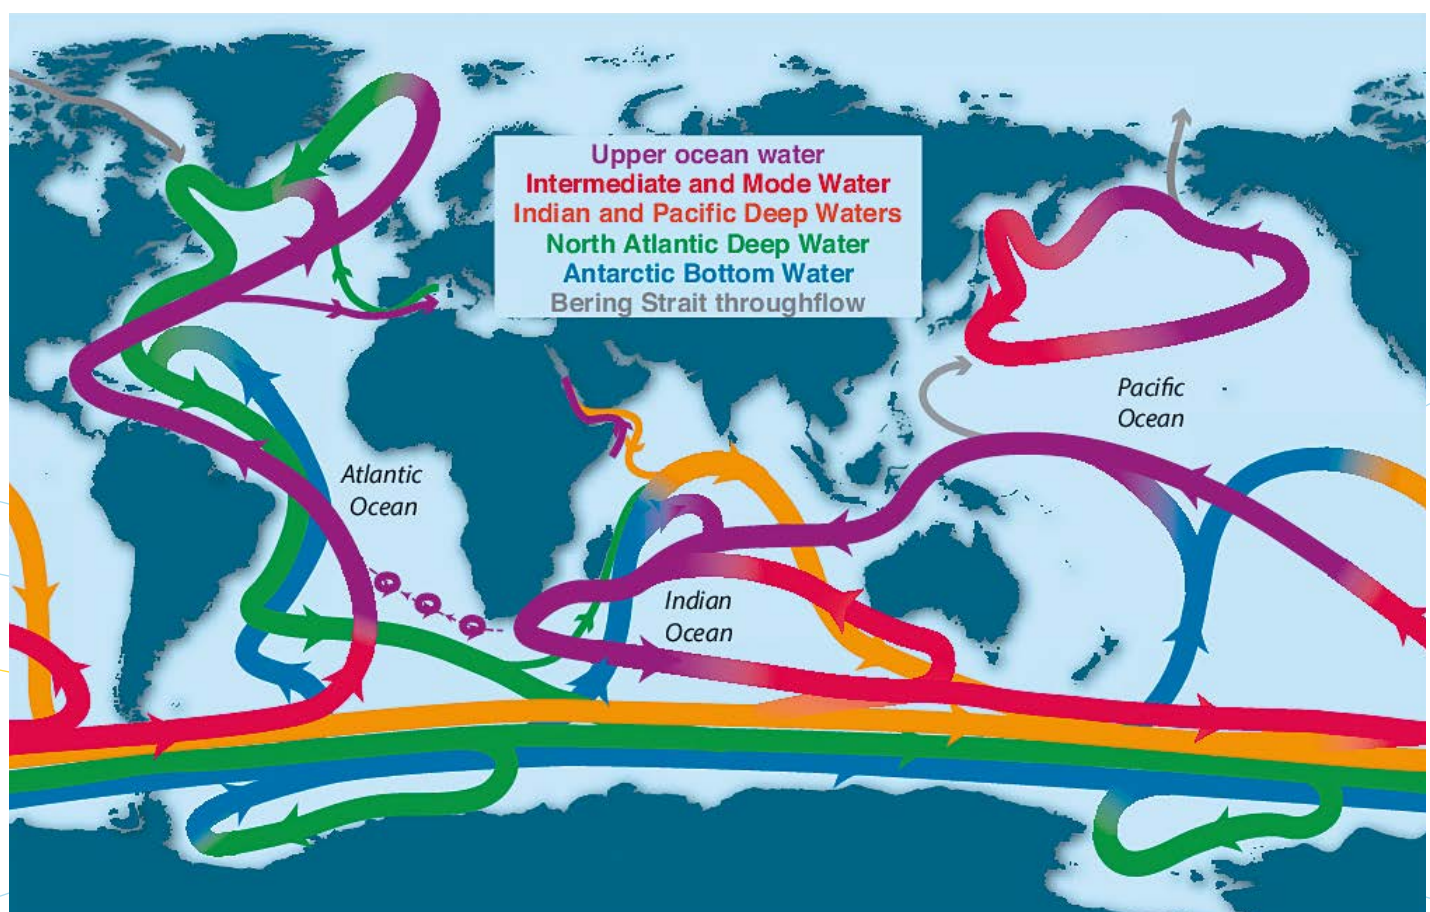 Upper ocean water
Intermediate and Mode Water
Indian and Pacific Deep Waters
North Atlantic Deep Water
Antarctic Bottom Water
Bering Strait throughflow
Pacific
Ocean
Atlantic
Ocean
Indian
Ocean